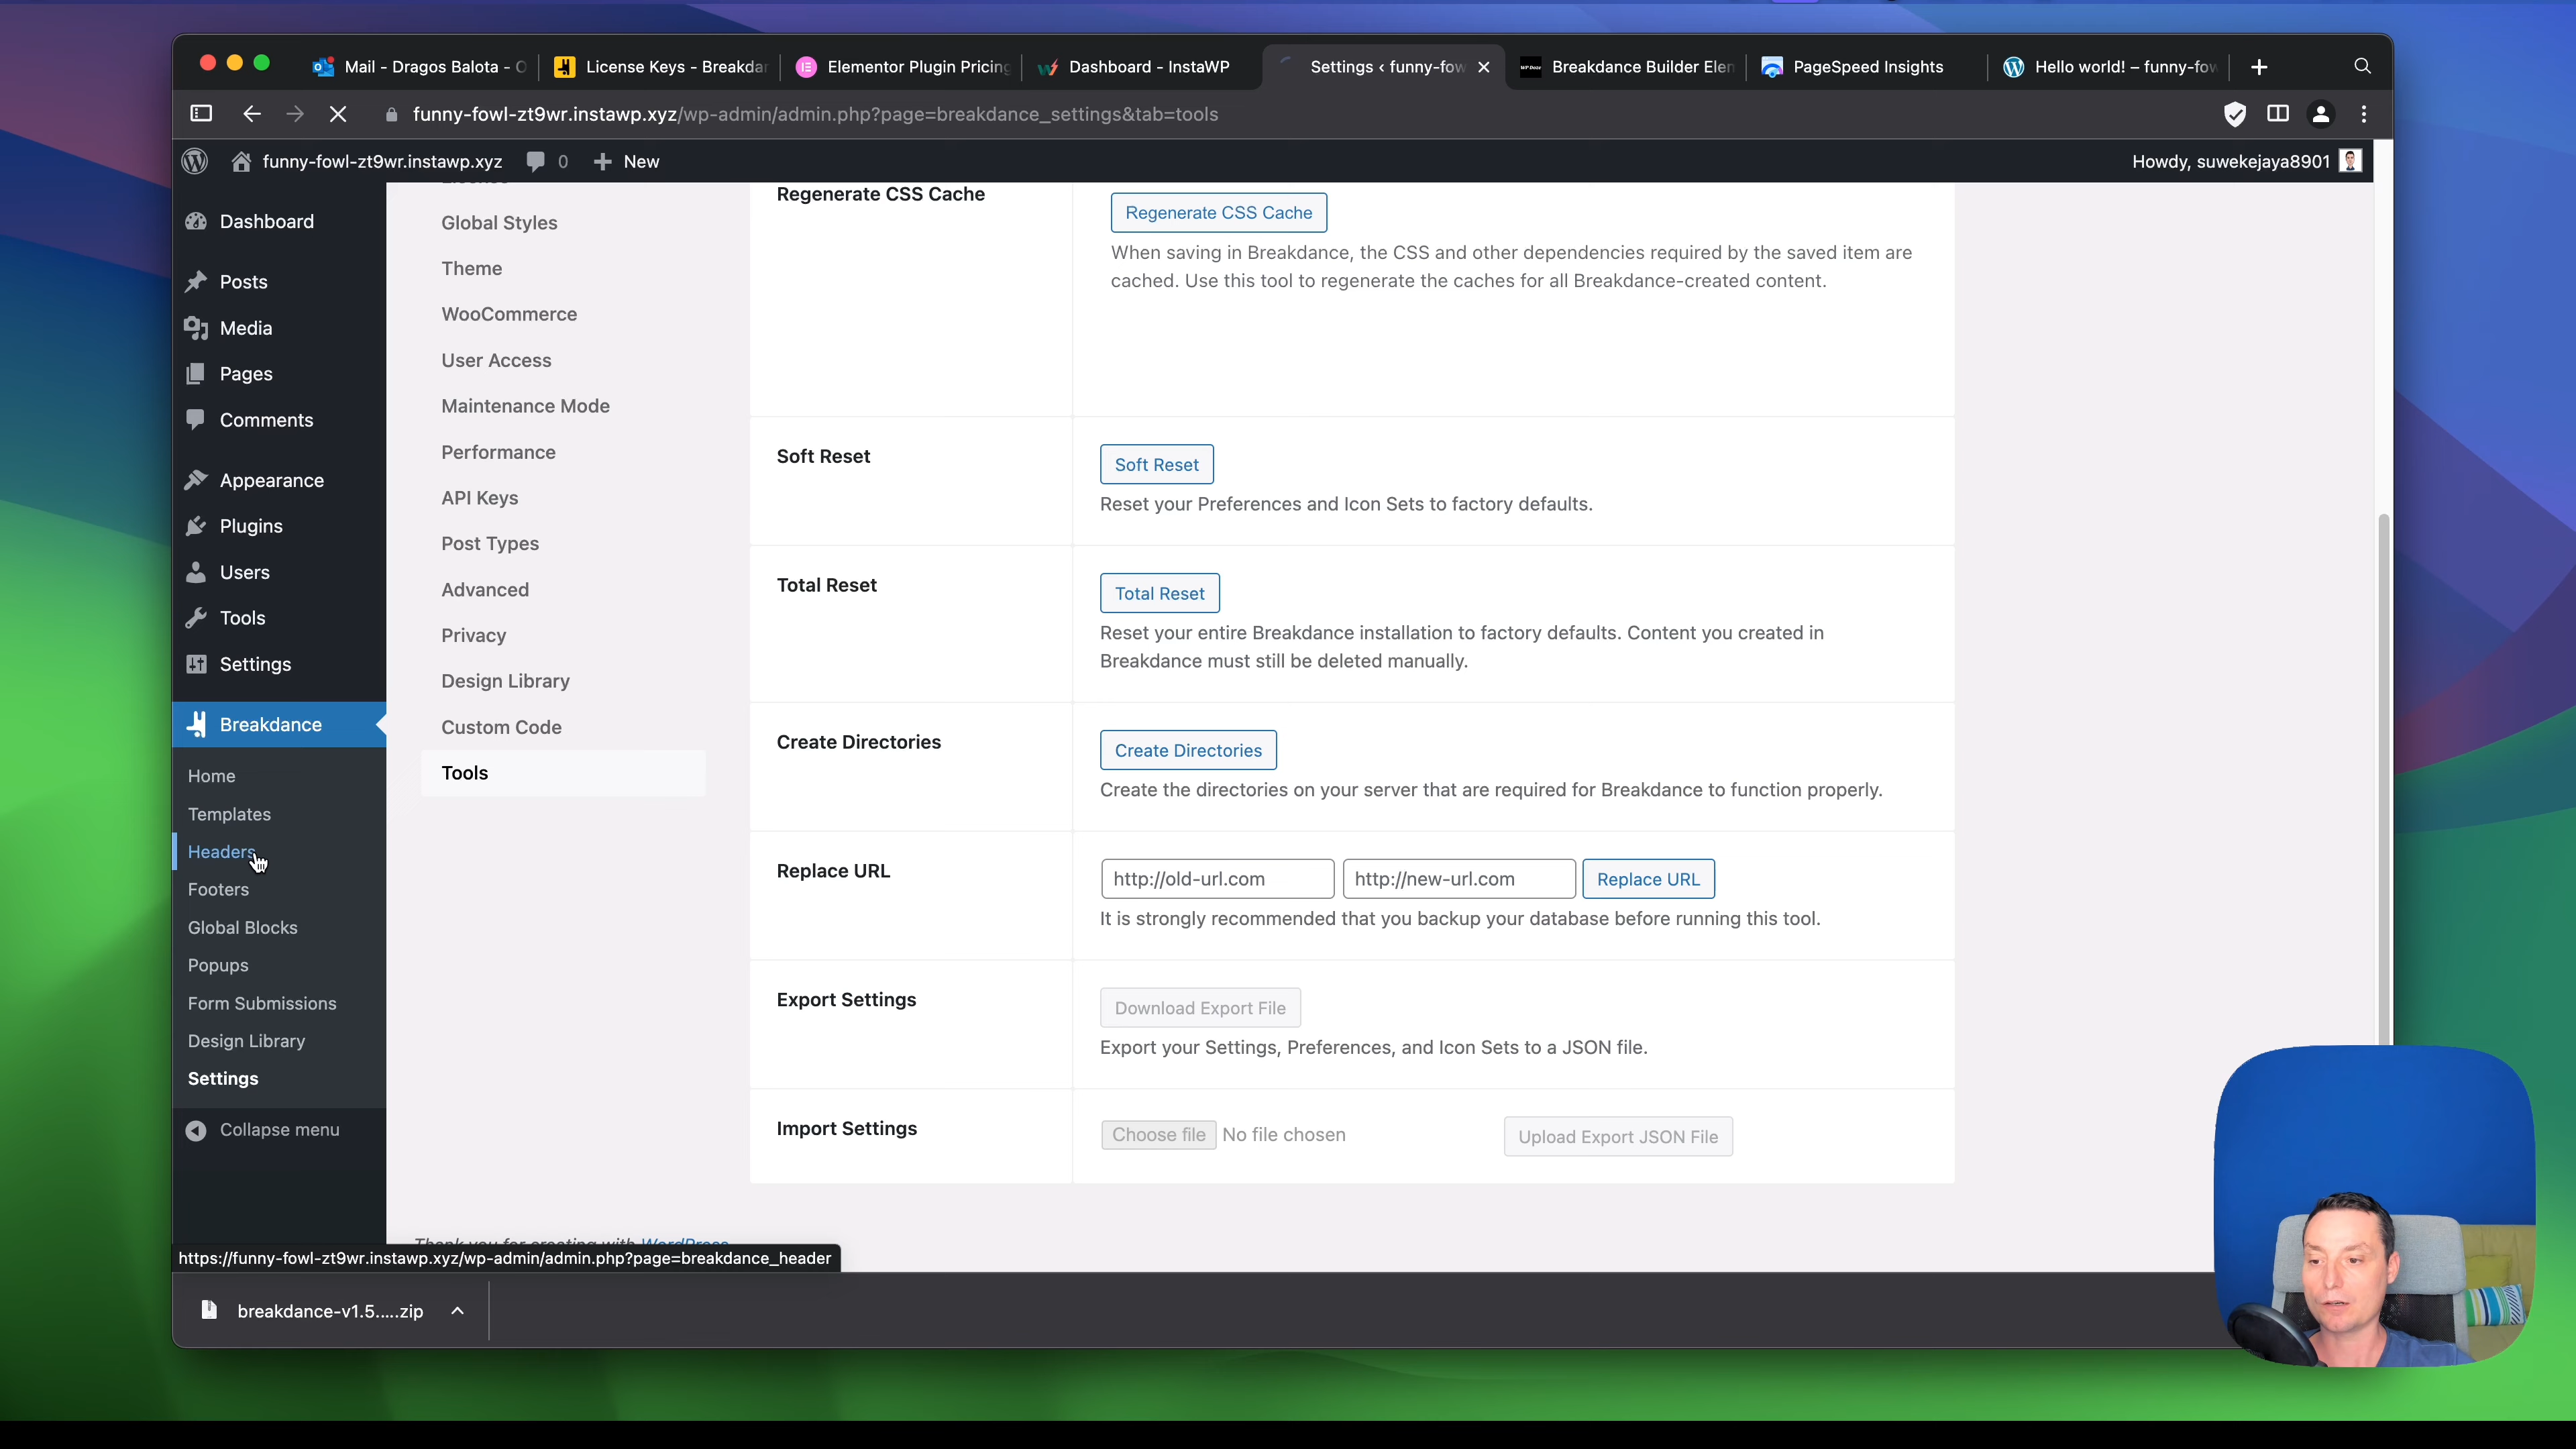 Mail - Dragos Balota - O
License Keys - Breakdan
Elementor Plugin Pricing
Dashboard - InstaWP
Settings ‹ funny-fow
Breakdance Builder Elem
PageSpeed Insights
Hello world! – funny-fow
funny-fowl-zt9wr.instawp.xyz/wp-admin/admin.php?page=breakdance_settings&tab=tools
funny-fowl-zt9wr.instawp.xyz
0
New
Howdy, suwekejaya8901
Dashboard
Posts
Media
Pages
Comments
Appearance
Plugins
Users
Tools
Settings
Breakdance
Home
Templates
Headers
Footers
Global Blocks
Popups
Form Submissions
Design Library
Settings
Collapse menu
Global Styles
Theme
WooCommerce
User Access
Maintenance Mode
Performance
API Keys
Post Types
Advanced
Privacy
Design Library
Custom Code
Tools
Regenerate CSS Cache
Regenerate CSS Cache
When saving in Breakdance, the CSS and other dependencies required by the saved item are
cached. Use this tool to regenerate the caches for all Breakdance-created content.
Soft Reset
Soft Reset
Reset your Preferences and Icon Sets to factory defaults.
Total Reset
Total Reset
Reset your entire Breakdance installation to factory defaults. Content you created in
Breakdance must still be deleted manually.
Create Directories
Create Directories
Create the directories on your server that are required for Breakdance to function properly.
Replace URL
http://old-url.com
http://new-url.com
Replace URL
It is strongly recommended that you backup your database before running this tool.
Export Settings
Download Export File
Export your Settings, Preferences, and Icon Sets to a JSON file.
Import Settings
Choose file No file chosen
Upload Export JSON File
Thank you for creating with WordPress
https://funny-fowl-zt9wr.instawp.xyz/wp-admin/admin.php?page=breakdance_header
breakdance-v1.5.....zip